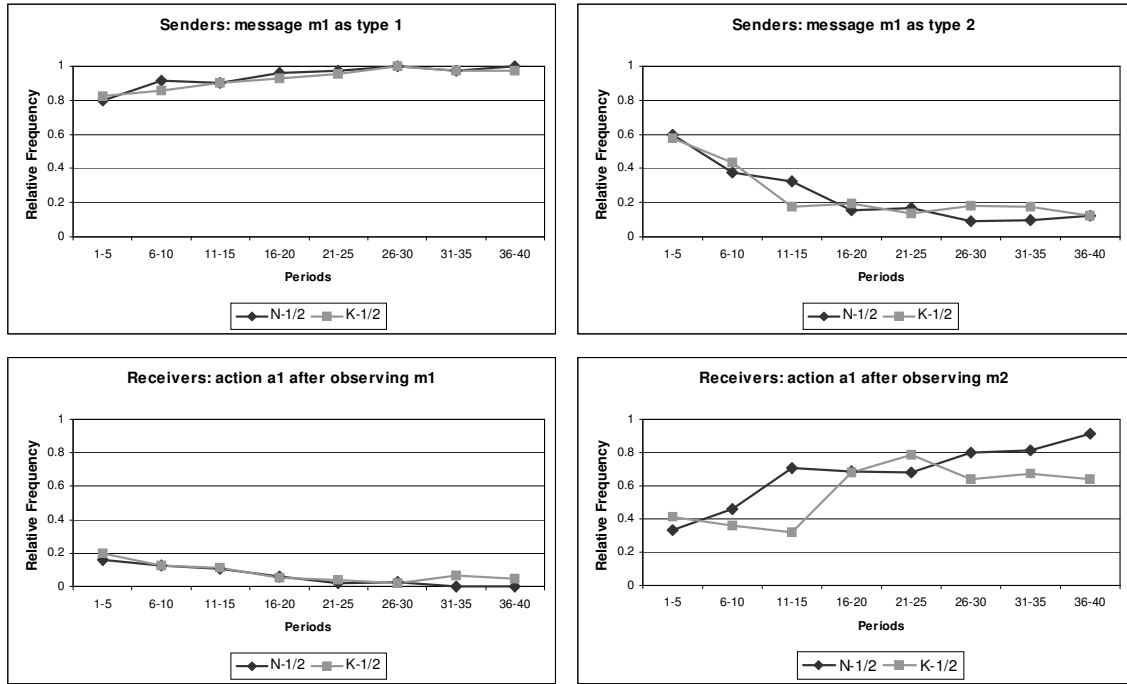 Senders: message m1 as type 1
Relative Frequency
1
0.8
0.6
0.4
0.2
0
1-5 6-10 11-15 16-20 21-25 26-30 31-35 36-40
Periods
N-1/2 K-1/2
Senders: message m1 as type 2
Relative Frequency
1
0.8
0.6
0.4
0.2
0
1-5 6-10 11-15 16-20 21-25 26-30 31-35 36-40
Periods
N-1/2 K-1/2
Receivers: action a1 after observing m1
Relative Frequency
1
0.8
0.6
0.4
0.2
0
1-5 6-10 11-15 16-20 21-25 26-30 31-35 36-40
Periods
N-1/2 K-1/2
Receivers: action a1 after observing m2
Relative Frequency
1
0.8
0.6
0.4
0.2
0
1-5 6-10 11-15 16-20 21-25 26-30 31-35 36-40
Periods
N-1/2 K-1/2